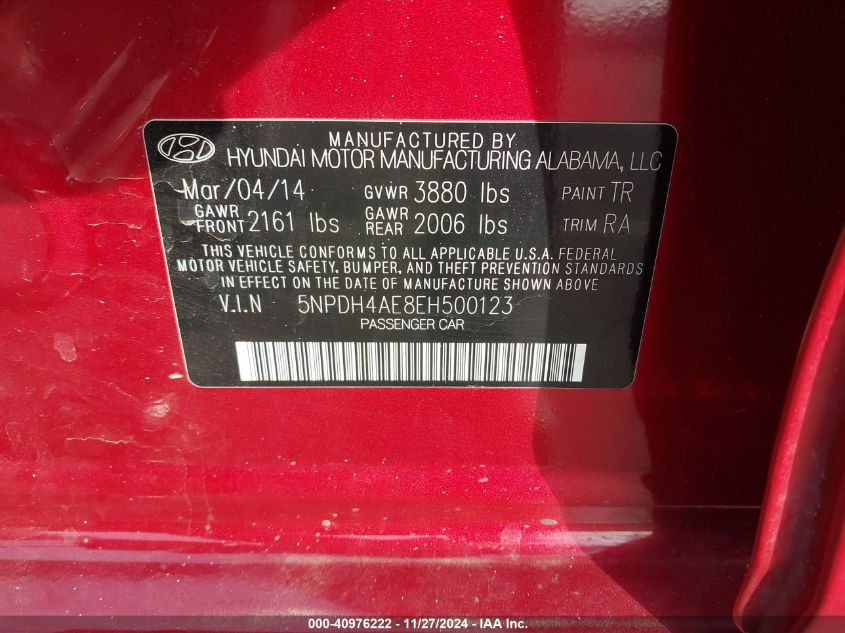 MANUFACTURED BY
HYUNDAI MOTOR MANUFACTURING ALABAMA, LLC
Mar/04/14 GVWR 3880 lbs PAINT TR
GAWR FRONT 2161 lbs GAWR REAR 2006 lbs TRIM RA
THIS VEHICLE CONFORMS TO ALL APPLICABLE U.S.A. FEDERAL
MOTOR VEHICLE SAFETY, BUMPER, AND THEFT PREVENTION STANDARDS
IN EFFECT ON THE DATE OF MANUFACTURE SHOWN ABOVE.
V.I.N 5NPDH4AE8EH500123
PASSENGER CAR
000-40976222 - 11/27/2024 - IAA Inc.